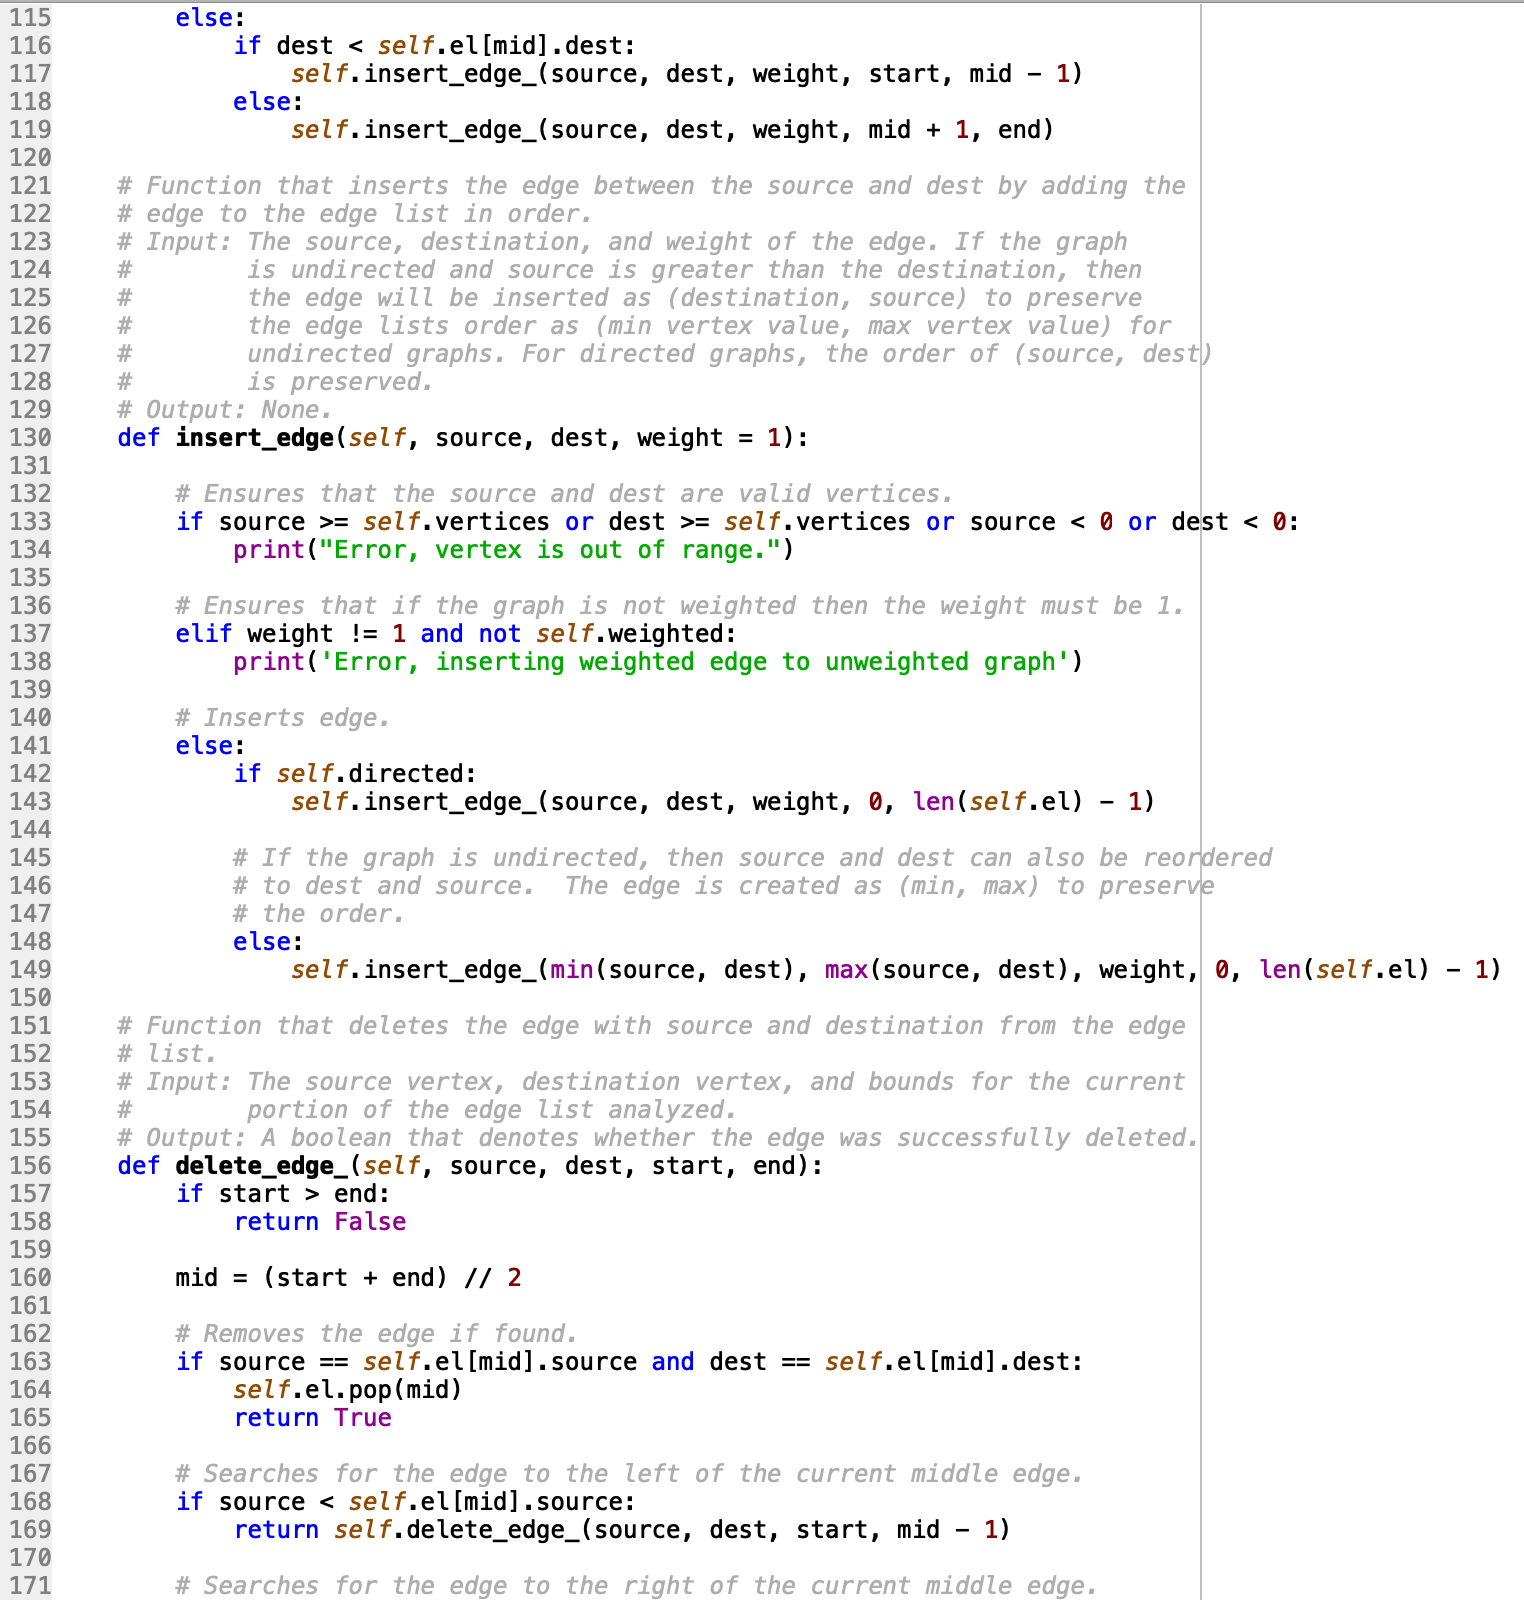 115         else:
116             if dest < self.el[mid].dest:
117                 self.insert_edge_(source, dest, weight, start, mid - 1)
118             else:
119                 self.insert_edge_(source, dest, weight, mid + 1, end)
120
121     # Function that inserts the edge between the source and dest by adding the
122     # edge to the edge list in order.
123     # Input: The source, destination, and weight of the edge. If the graph
124     #        is undirected and source is greater than the destination, then
125     #        the edge will be inserted as (destination, source) to preserve
126     #        the edge lists order as (min vertex value, max vertex value) for
127     #        undirected graphs. For directed graphs, the order of (source, dest)
128     #        is preserved.
129     # Output: None.
130     def insert_edge(self, source, dest, weight = 1):
131
132         # Ensures that the source and dest are valid vertices.
133         if source >= self.vertices or dest >= self.vertices or source < 0 or dest < 0:
134             print("Error, vertex is out of range.")
135
136         # Ensures that if the graph is not weighted then the weight must be 1.
137         elif weight != 1 and not self.weighted:
138             print('Error, inserting weighted edge to unweighted graph')
139
140         # Inserts edge.
141         else:
142             if self.directed:
143                 self.insert_edge_(source, dest, weight, 0, len(self.el) - 1)
144
145             # If the graph is undirected, then source and dest can also be reordered
146             # to dest and source.  The edge is created as (min, max) to preserve
147             # the order.
148             else:
149                 self.insert_edge_(min(source, dest), max(source, dest), weight, 0, len(self.el) - 1)
150
151     # Function that deletes the edge with source and destination from the edge
152     # list.
153     # Input: The source vertex, destination vertex, and bounds for the current
154     #        portion of the edge list analyzed.
155     # Output: A boolean that denotes whether the edge was successfully deleted.
156     def delete_edge_(self, source, dest, start, end):
157         if start > end:
158             return False
159
160         mid = (start + end) // 2
161
162         # Removes the edge if found.
163         if source == self.el[mid].source and dest == self.el[mid].dest:
164             self.el.pop(mid)
165             return True
166
167         # Searches for the edge to the left of the current middle edge.
168         if source < self.el[mid].source:
169             return self.delete_edge_(source, dest, start, mid - 1)
170
171         # Searches for the edge to the right of the current middle edge.